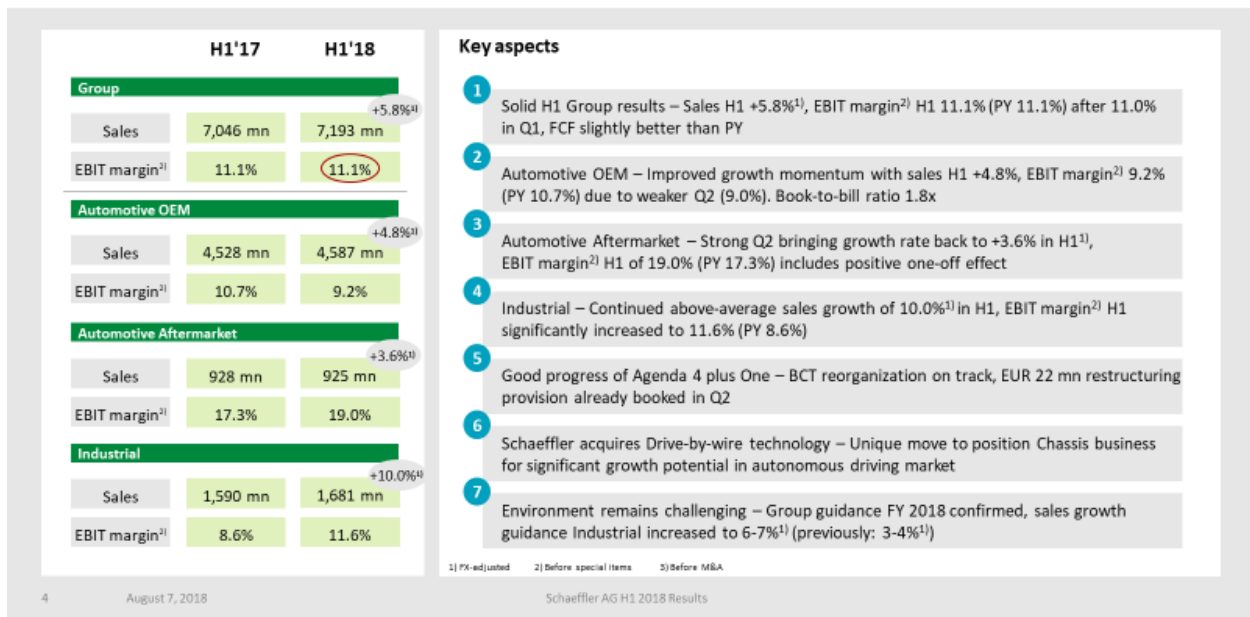 H1'17 H1'18
Group
+5.8%¹⁾
Sales 7,046 mn 7,193 mn
EBIT margin²⁾ 11.1% 11.1%
Automotive OEM
+4.8%³⁾
Sales 4,528 mn 4,587 mn
EBIT margin²⁾ 10.7% 9.2%
Automotive Aftermarket
+3.6%¹⁾
Sales 928 mn 925 mn
EBIT margin²⁾ 17.3% 19.0%
Industrial
+10.0%¹⁾
Sales 1,590 mn 1,681 mn
EBIT margin²⁾ 8.6% 11.6%
Key aspects
1
Solid H1 Group results – Sales H1 +5.8%¹⁾, EBIT margin²⁾ H1 11.1% (PY 11.1%) after 11.0%
in Q1, FCF slightly better than PY
2
Automotive OEM – Improved growth momentum with sales H1 +4.8%, EBIT margin²⁾ 9.2%
(PY 10.7%) due to weaker Q2 (9.0%). Book-to-bill ratio 1.8x
3
Automotive Aftermarket – Strong Q2 bringing growth rate back to +3.6% in H1¹⁾,
EBIT margin²⁾ H1 of 19.0% (PY 17.3%) includes positive one-off effect
4
Industrial – Continued above-average sales growth of 10.0%¹⁾ in H1, EBIT margin²⁾ H1
significantly increased to 11.6% (PY 8.6%)
5
Good progress of Agenda 4 plus One – BCT reorganization on track, EUR 22 mn restructuring
provision already booked in Q2
6
Schaeffler acquires Drive-by-wire technology – Unique move to position Chassis business
for significant growth potential in autonomous driving market
7
Environment remains challenging – Group guidance FY 2018 confirmed, sales growth
guidance Industrial increased to 6-7%¹⁾ (previously: 3-4%¹⁾)
1) FX-adjusted 2) Before special items 3) Before M&A
4 August 7, 2018 Schaeffler AG H1 2018 Results